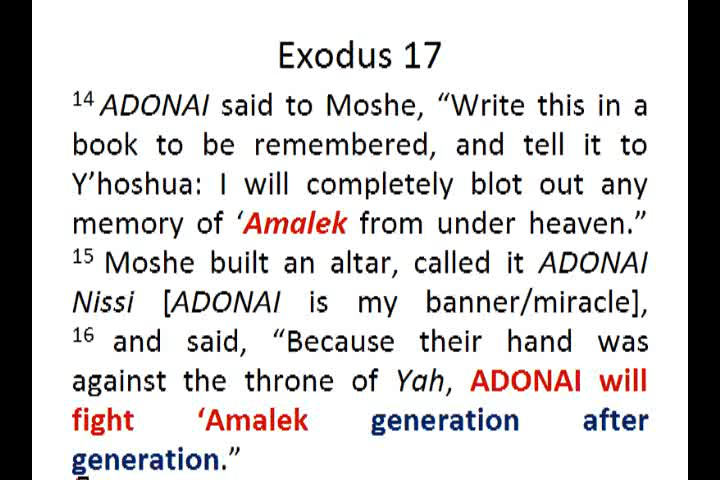 Exodus 17
14 ADONAI said to Moshe, “Write this in a
book to be remembered, and tell it to
Y’hoshua: I will completely blot out any
memory of ‘Amalek from under heaven.”
15 Moshe built an altar, called it ADONAI
Nissi [ADONAI is my banner/miracle],
16 and said, “Because their hand was
against the throne of Yah, ADONAI will
fight ‘Amalek generation after
generation.”